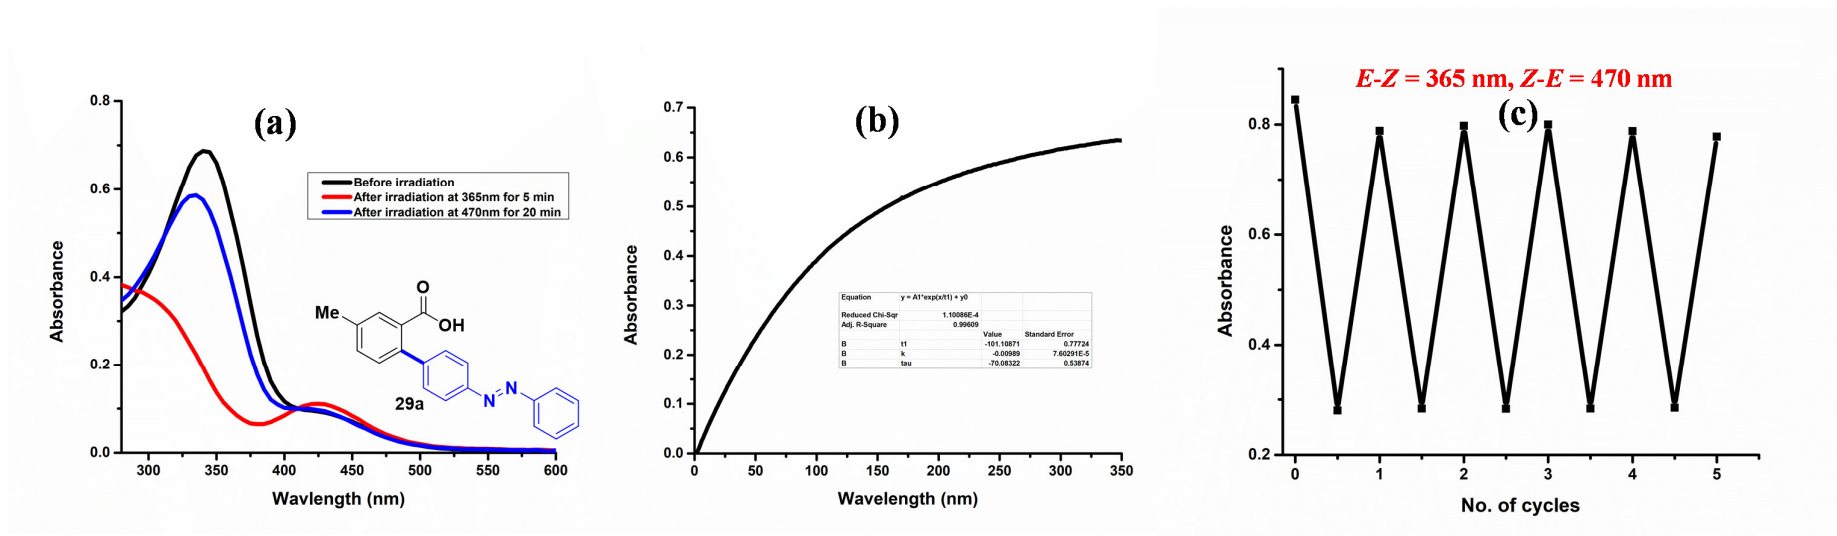 (a)
0.8
0.6
0.4
0.2
0.0
Absorbance
Before irradiation
After irradiation at 365nm for 5 min
After irradiation at 470nm for 20 min
O
Me
OH
29a
N
N
300 350 400 450 500 550 600
Wavlength (nm)
(b)
0.7
0.6
0.5
0.4
0.3
0.2
0.1
0.0
Absorbance
Equation y = A1*exp(x/t1) + y0
Reduced Chi-Sqr 1.10086E-4
Adj. R-Square 0.99609
Value Standard Error
B t1 -101.10871 0.77724
B k -0.00989 7.60291E-5
B tau -70.08322 0.53874
0 50 100 150 200 250 300 350
Wavelength (nm)
E-Z = 365 nm, Z-E = 470 nm
(c)
0.8
0.6
0.4
0.2
Absorbance
0 1 2 3 4 5
No. of cycles